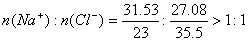 n(Na⁺) : n(Cl⁻) = 31.53/23 : 27.08/35.5 > 1 : 1